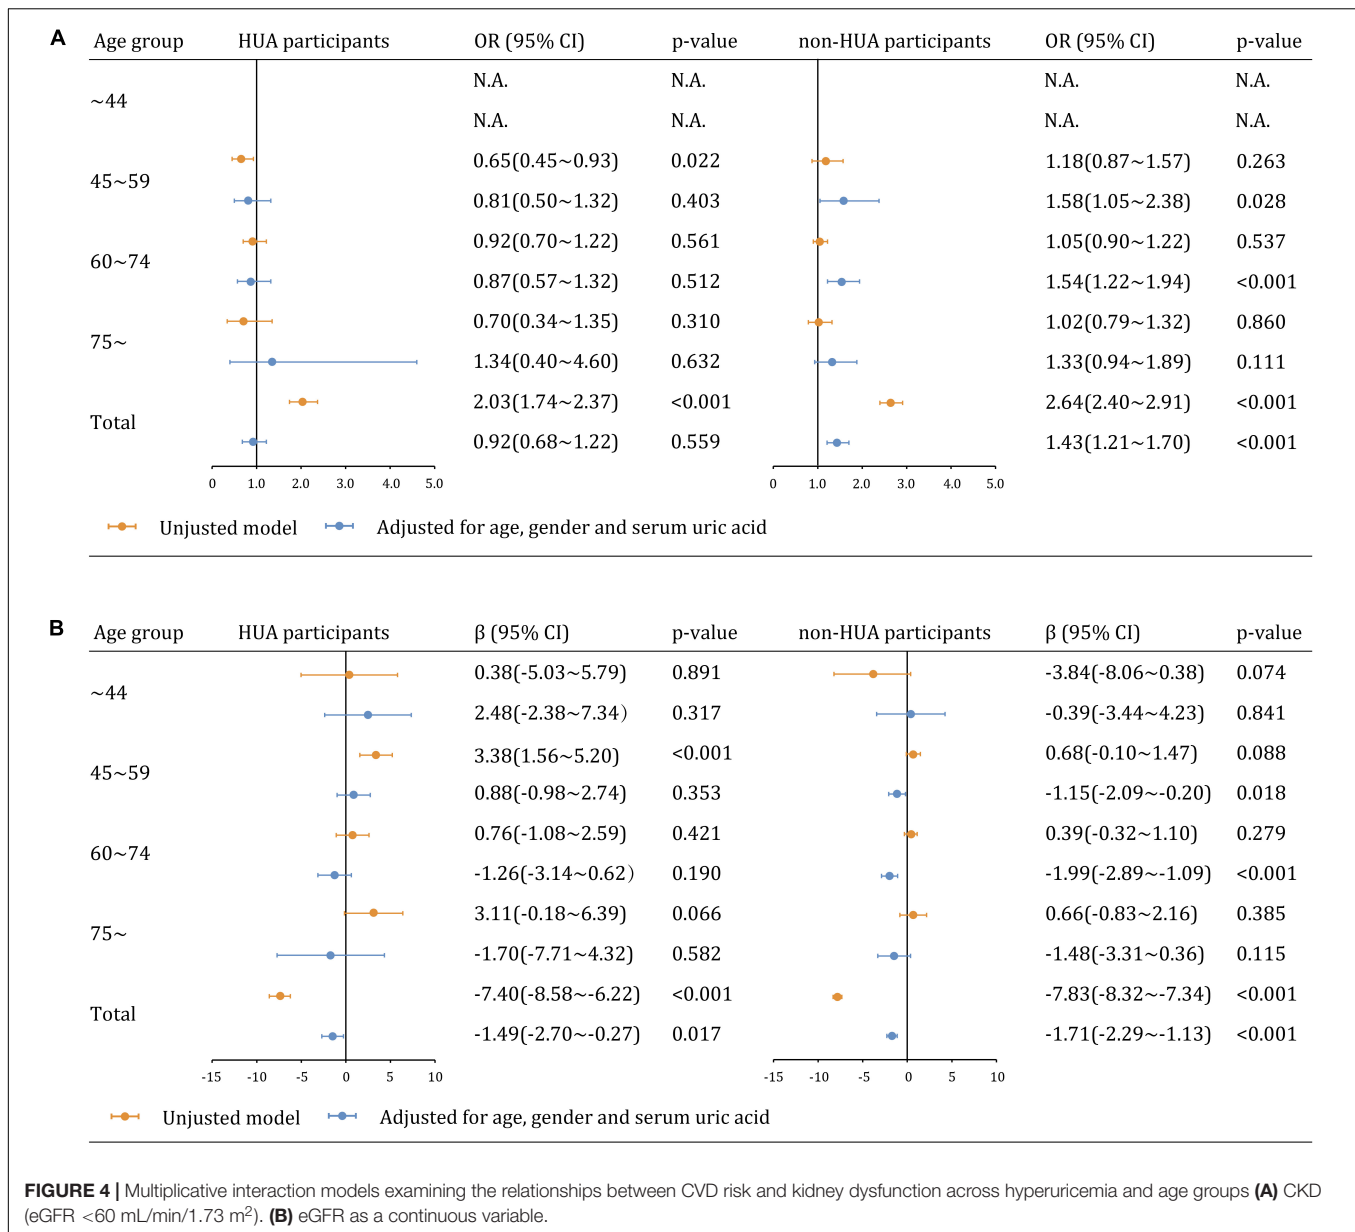 A Age group HUA participants OR (95% CI) p-value non-HUA participants OR (95% CI) p-value
N.A. N.A. N.A. N.A.
~44
N.A. N.A. N.A. N.A.
0.65(0.45~0.93) 0.022 1.18(0.87~1.57) 0.263
45~59
0.81(0.50~1.32) 0.403 1.58(1.05~2.38) 0.028
0.92(0.70~1.22) 0.561 1.05(0.90~1.22) 0.537
60~74
0.87(0.57~1.32) 0.512 1.54(1.22~1.94) <0.001
0.70(0.34~1.35) 0.310 1.02(0.79~1.32) 0.860
75~
1.34(0.40~4.60) 0.632 1.33(0.94~1.89) 0.111
2.03(1.74~2.37) <0.001 2.64(2.40~2.91) <0.001
Total
0.92(0.68~1.22) 0.559 1.43(1.21~1.70) <0.001
0 1.0 2.0 3.0 4.0 5.0 0 1.0 2.0 3.0 4.0 5.0
Unjusted model Adjusted for age, gender and serum uric acid
B Age group HUA participants β (95% CI) p-value non-HUA participants β (95% CI) p-value
0.38(-5.03~5.79) 0.891 -3.84(-8.06~0.38) 0.074
~44
2.48(-2.38~7.34） 0.317 -0.39(-3.44~4.23) 0.841
3.38(1.56~5.20) <0.001 0.68(-0.10~1.47) 0.088
45~59
0.88(-0.98~2.74) 0.353 -1.15(-2.09~-0.20) 0.018
0.76(-1.08~2.59) 0.421 0.39(-0.32~1.10) 0.279
60~74
-1.26(-3.14~0.62） 0.190 -1.99(-2.89~-1.09) <0.001
3.11(-0.18~6.39) 0.066 0.66(-0.83~2.16) 0.385
75~
-1.70(-7.71~4.32) 0.582 -1.48(-3.31~0.36) 0.115
-7.40(-8.58~-6.22) <0.001 -7.83(-8.32~-7.34) <0.001
Total
-1.49(-2.70~-0.27) 0.017 -1.71(-2.29~-1.13) <0.001
-15 -10 -5 0 5 10 -15 -10 -5 0 5 10
Unjusted model Adjusted for age, gender and serum uric acid
FIGURE 4 | Multiplicative interaction models examining the relationships between CVD risk and kidney dysfunction across hyperuricemia and age groups (A) CKD
(eGFR <60 mL/min/1.73 m²). (B) eGFR as a continuous variable.